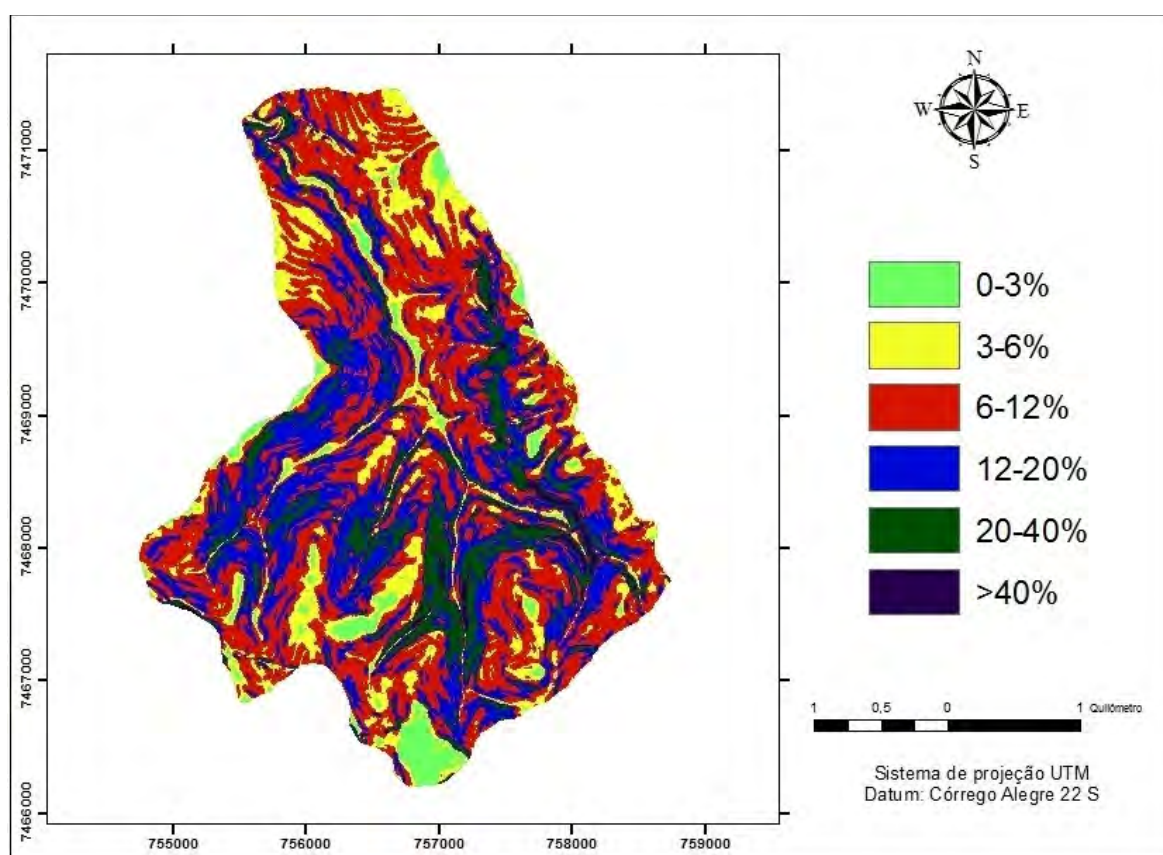 N
W E
S
7471000
7470000
7469000
7468000
7467000
7466000
755000 756000 757000 758000 759000
0-3%
3-6%
6-12%
12-20%
20-40%
>40%
1 0,5 0 1 Quilômetro
Sistema de projeção UTM
Datum: Córrego Alegre 22 S